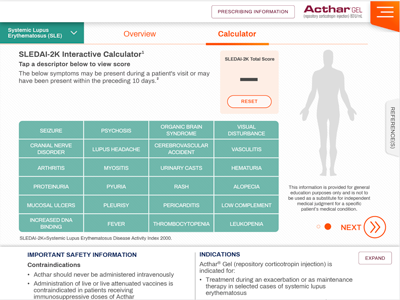 PRESCRIBING INFORMATION
Acthar GEL
repository corticotropin injection 80 U/ml
Systemic Lupus
Erythematosus (SLE)
Overview
Calculator
SLEDAI-2K Interactive Calculator¹
Tap a descriptor below to view score
The below symptoms may be present during a patient's visit or may
have been present within the preceding 10 days.²
SLEDAI-2K Total Score
RESET
SEIZURE
PSYCHOSIS
ORGANIC BRAIN
SYNDROME
VISUAL
DISTURBANCE
CRANIAL NERVE
DISORDER
LUPUS HEADACHE
CEREBROVASCULAR
ACCIDENT
VASCULITIS
ARTHRITIS
MYOSITIS
URINARY CASTS
HEMATURIA
PROTEINURIA
PYURIA
RASH
ALOPECIA
MUCOSAL ULCERS
PLEURISY
PERICARDITIS
LOW COMPLEMENT
INCREASED DNA
BINDING
FEVER
THROMBOCYTOPENIA
LEUKOPENIA
SLEDAI-2K=Systemic Lupus Erythematosus Disease Activity Index 2000.
This information is provided for general
education purposes only and is not to
be used as a substitute for independent
medical judgment for a specific
patient's medical condition.
NEXT
REFERENCE(S)
IMPORTANT SAFETY INFORMATION
Contraindications
• Acthar should never be administered intravenously
• Administration of live or live attenuated vaccines is
contraindicated in patients receiving
immunosuppressive doses of Acthar
INDICATIONS
Acthar® Gel (repository corticotropin injection) is
indicated for:
• Treatment during an exacerbation or as maintenance
therapy in selected cases of systemic lupus
erythematosus
EXPAND